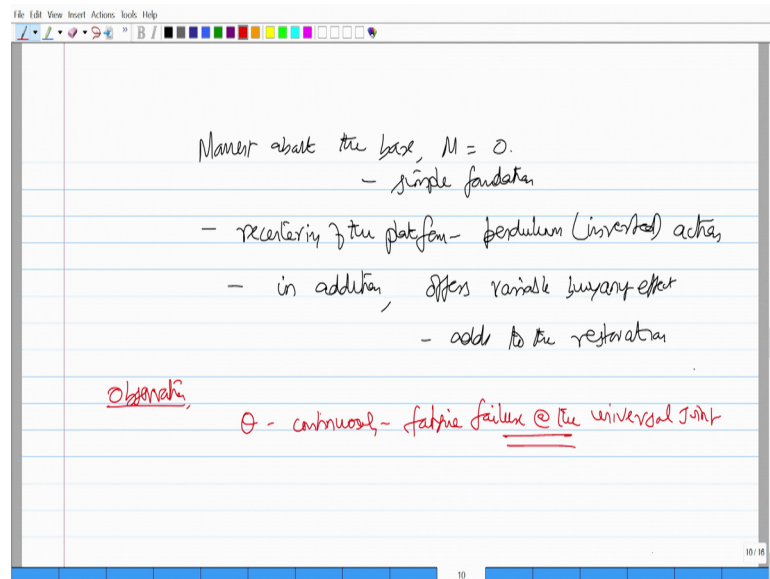 File Edit View Insert Actions Tools Help
B I
Moment about the base, M = 0.
- simple foundation
- recentering of the platform - pendulum (inverted) action
- in addition, offers variable buoyancy effect
- adds to the restoration
Observation,
θ - continuously - fatigue failure @ the universal joint
10/16
10